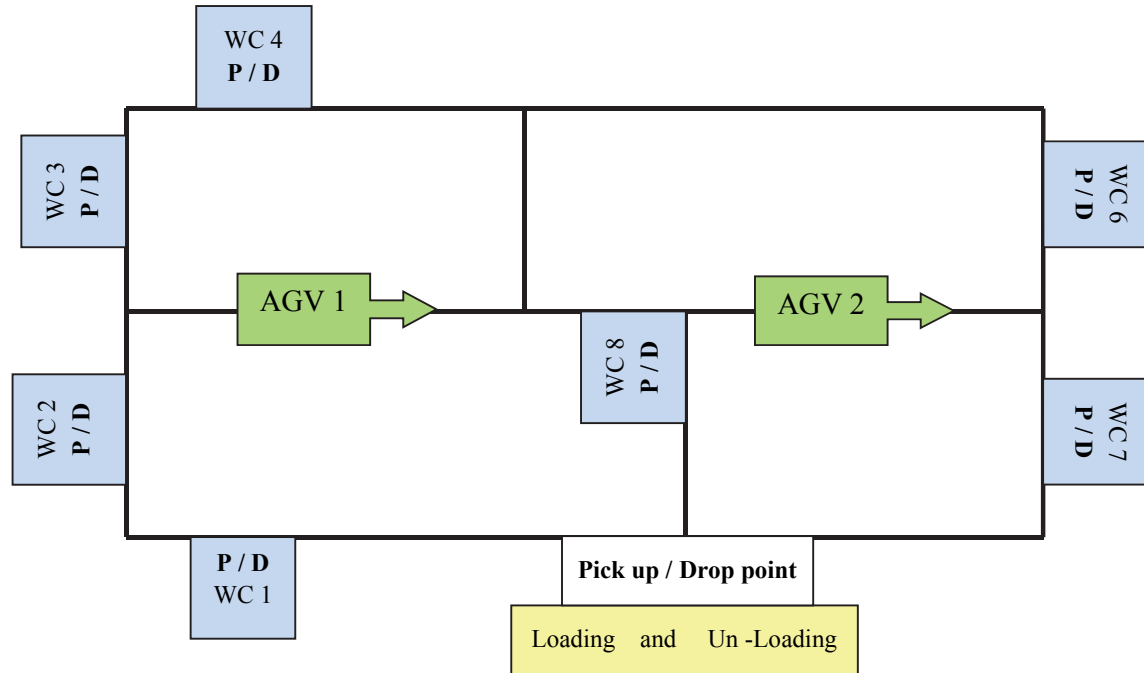 WC 4
P / D
WC 3
P / D
WC 6
P / D
AGV 1
AGV 2
WC 8
P / D
WC 2
P / D
WC 7
P / D
P / D
WC 1
Pick up / Drop point
Loading and Un -Loading